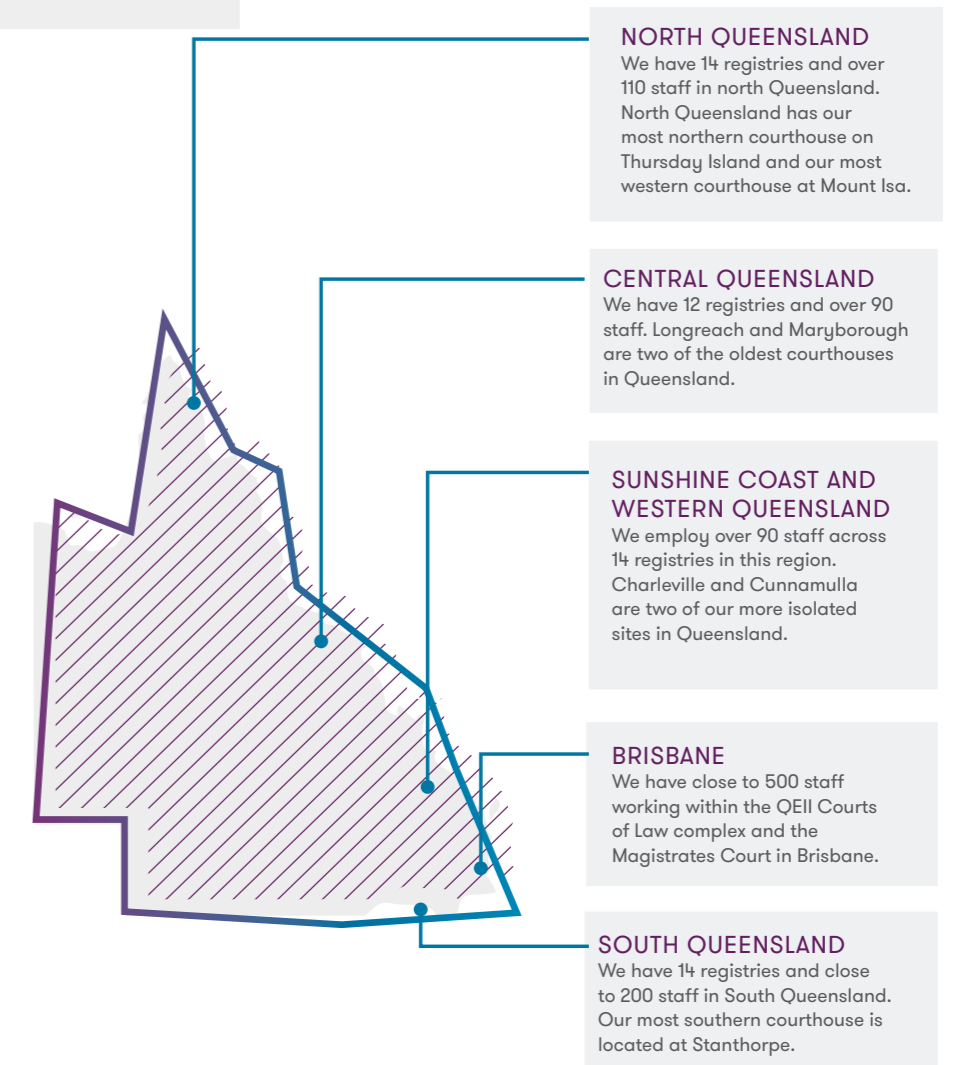 NORTH QUEENSLAND
We have 14 registries and over
110 staff in north Queensland.
North Queensland has our
most northern courthouse on
Thursday Island and our most
western courthouse at Mount Isa.
CENTRAL QUEENSLAND
We have 12 registries and over 90
staff. Longreach and Maryborough
are two of the oldest courthouses
in Queensland.
SUNSHINE COAST AND
WESTERN QUEENSLAND
We employ over 90 staff across
14 registries in this region.
Charleville and Cunnamulla
are two of our more isolated
sites in Queensland.
BRISBANE
We have close to 500 staff
working within the QEII Courts
of Law complex and the
Magistrates Court in Brisbane.
SOUTH QUEENSLAND
We have 14 registries and close
to 200 staff in South Queensland.
Our most southern courthouse is
located at Stanthorpe.